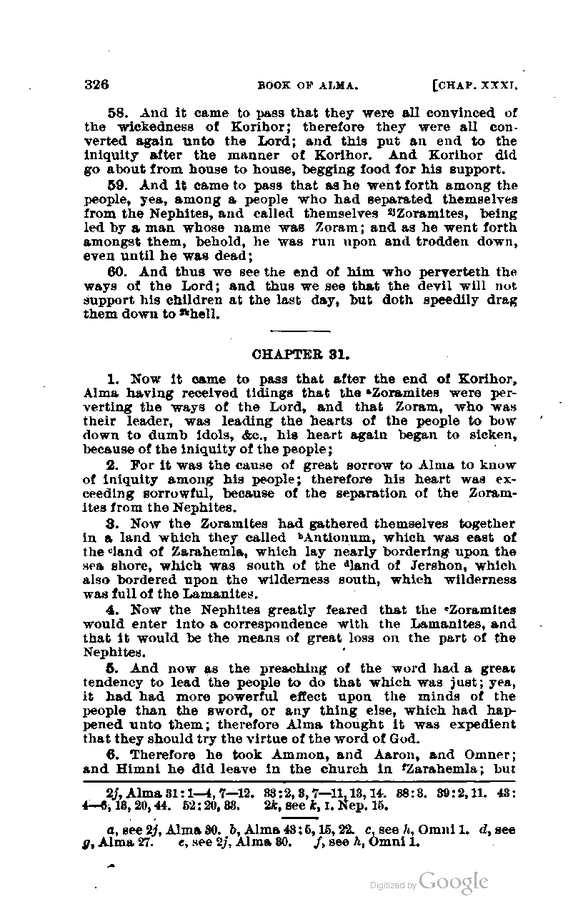 326 BOOK OF ALMA. [CHAP. XXXI.
58. And it came to pass that they were all convinced of
the wickedness of Korihor; therefore they were all con-
verted again unto the Lord; and this put an end to the
iniquity after the manner of Korihor. And Korihor did
go about from house to house, begging food for his support.
59. And it came to pass that as he went forth among the
people, yea, among a people who had separated themselves
from the Nephites, and called themselves 2jZoramites, being
led by a man whose name was Zoram; and as he went forth
amongst them, behold, he was run upon and trodden down,
even until he was dead;
60. And thus we see the end of him who perverteth the
ways of the Lord; and thus we see that the devil will not
support his children at the last day, but doth speedily drag
them down to 2khell.
CHAPTER 31.
1. Now it came to pass that after the end of Korihor,
Alma having received tidings that the aZoramites were per-
verting the ways of the Lord, and that Zoram, who was
their leader, was leading the hearts of the people to bow
down to dumb idols, &c., his heart again began to sicken,
because of the iniquity of the people;
2. For it was the cause of great sorrow to Alma to know
of iniquity among his people; therefore his heart was ex-
ceeding sorrowful, because of the separation of the Zoram-
ites from the Nephites.
3. Now the Zoramites had gathered themselves together
in a land which they called bAntionum, which was east of
the cland of Zarahemla, which lay nearly bordering upon the
sea shore, which was south of the dland of Jershon, which
also bordered upon the wilderness south, which wilderness
was full of the Lamanites.
4. Now the Nephites greatly feared that the eZoramites
would enter into a correspondence with the Lamanites, and
that it would be the means of great loss on the part of the
Nephites.
5. And now as the preaching of the word had a great
tendency to lead the people to do that which was just; yea,
it had had more powerful effect upon the minds of the
people than the sword, or any thing else, which had hap-
pened unto them; therefore Alma thought it was expedient
that they should try the virtue of the word of God.
6. Therefore he took Ammon, and Aaron, and Omner;
and Himni he did leave in the church in fZarahemla; but
2j, Alma 31:1—4, 7—12. 33:2, 3, 7—11, 13, 14. 38:3. 39:2, 11. 43:
4—6, 13, 20, 44. 52:20, 33. 2k, see k, I. Nep. 15.
a, see 2j, Alma 30. b, Alma 43:5, 15, 22. c, see h, Omni 1. d, see
g, Alma 27. e, see 2j, Alma 30. f, see h, Omni 1.
Digitized by Google